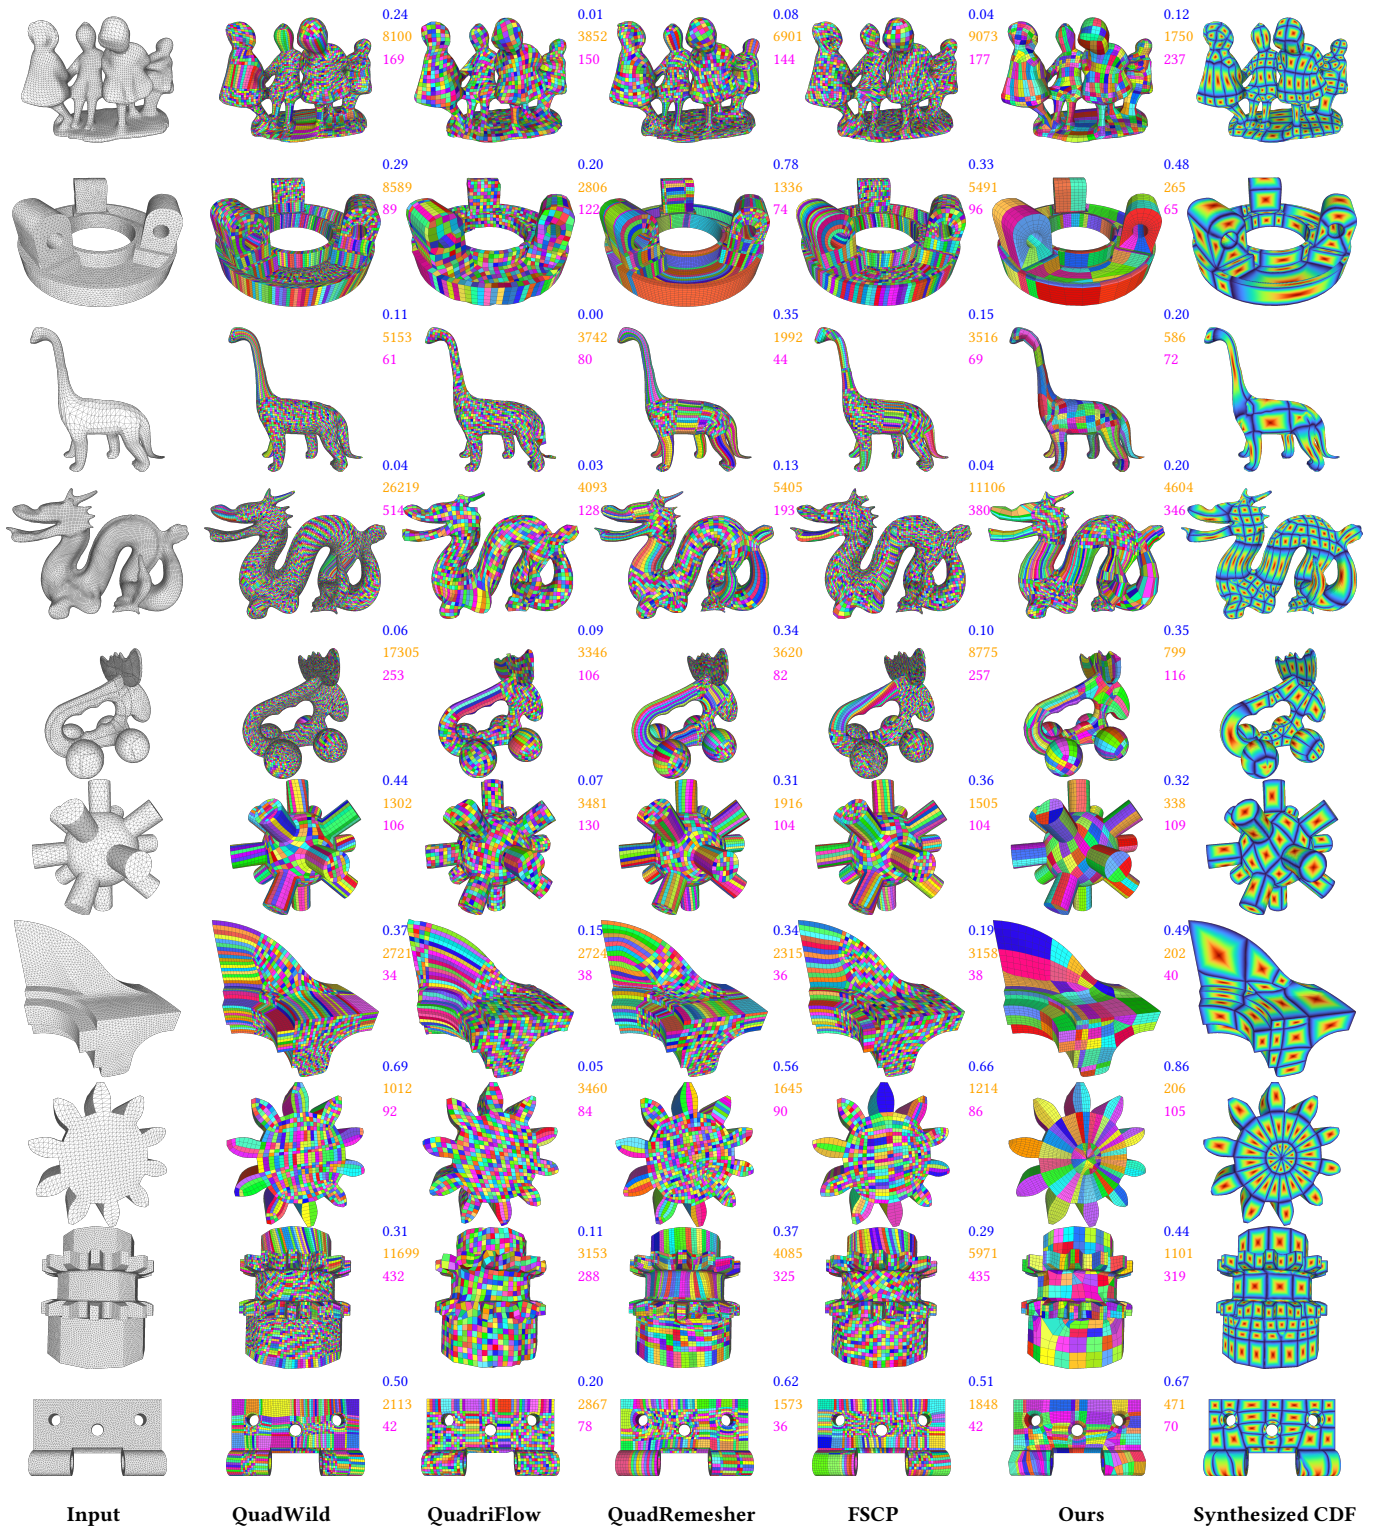 0.24 0.01 0.08 0.04 0.12
8100 3852 6901 9073 1750
169 150 144 177 237
0.29 0.20 0.78 0.33 0.48
8589 2806 1336 5491 265
89 122 74 96 65
0.11 0.00 0.35 0.15 0.20
5153 3742 1992 3516 586
61 80 44 69 72
0.04 0.03 0.13 0.04 0.20
26219 4093 5405 11106 4604
514 128 193 380 346
0.06 0.09 0.34 0.10 0.35
17305 3346 3620 8775 799
253 106 82 257 116
0.44 0.07 0.31 0.36 0.32
1302 3481 1916 1505 338
106 130 104 104 109
0.37 0.15 0.34 0.19 0.49
2721 2724 2315 3158 202
34 38 36 38 40
0.69 0.05 0.56 0.66 0.86
1012 3460 1645 1214 206
92 84 90 86 105
0.31 0.11 0.37 0.29 0.44
11699 3153 4085 5971 1101
432 288 325 435 319
0.50 0.20 0.62 0.51 0.67
2113 2867 1573 1848 471
42 78 36 42 70
Input QuadWild QuadriFlow QuadRemesher FSCP Ours Synthesized CDF